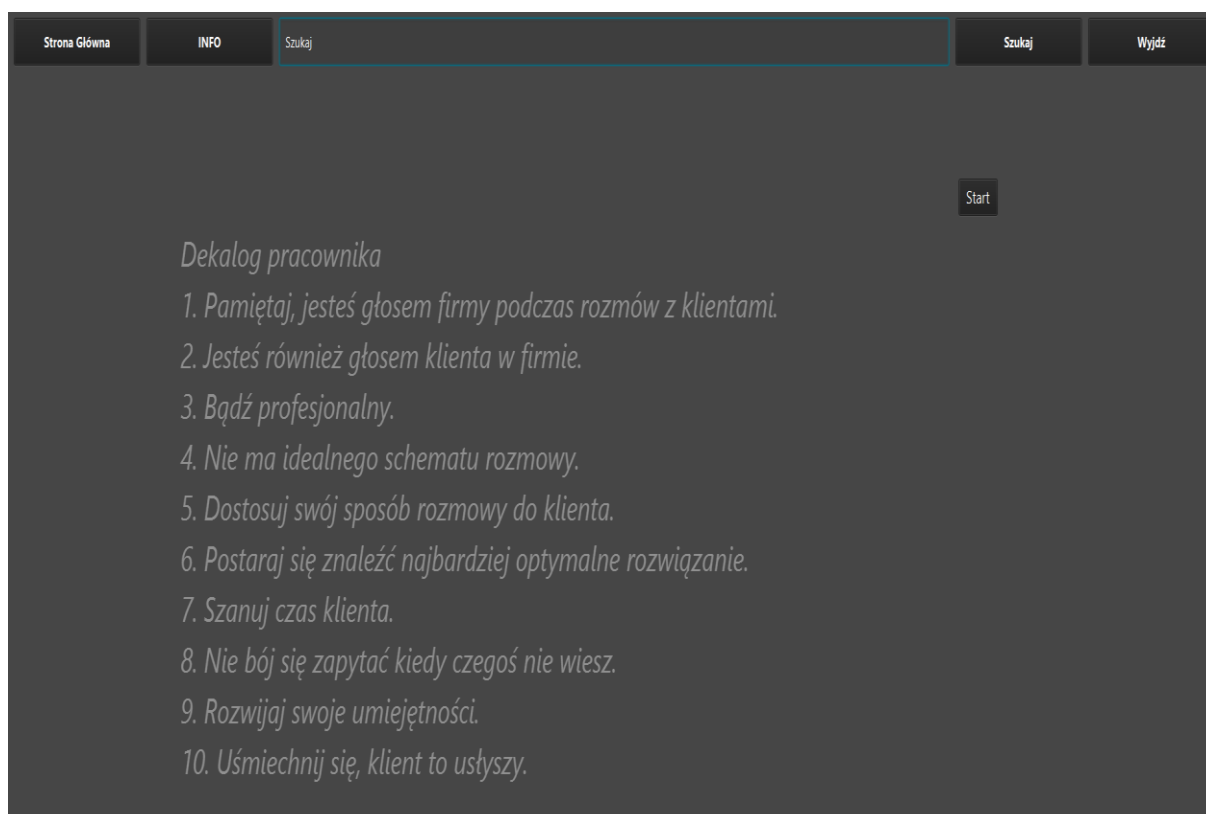 Strona Główna
INFO
Szukaj
Szukaj
Wyjdź
Start
Dekalog pracownika
1. Pamiętaj, jesteś głosem firmy podczas rozmów z klientami.
2. Jesteś również głosem klienta w firmie.
3. Bądź profesjonalny.
4. Nie ma idealnego schematu rozmowy.
5. Dostosuj swój sposób rozmowy do klienta.
6. Postaraj się znaleźć najbardziej optymalne rozwiązanie.
7. Szanuj czas klienta.
8. Nie bój się zapytać kiedy czegoś nie wiesz.
9. Rozwijaj swoje umiejętności.
10. Uśmiechnij się, klient to usłyszy.